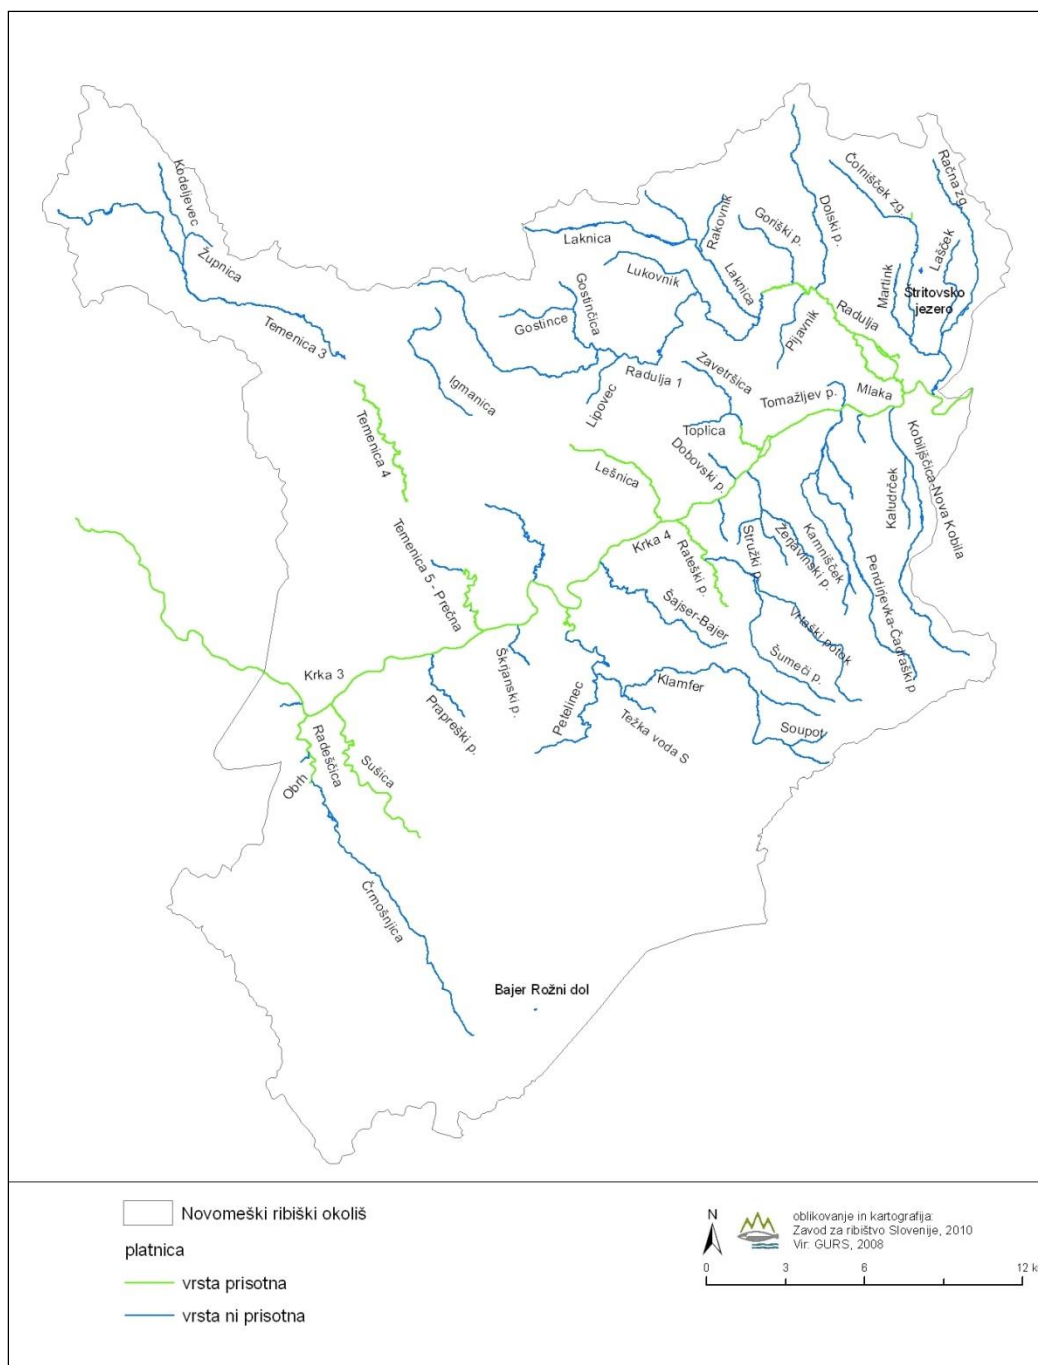 Kodeljevec
Župnica
Temenica 3
Laknica
Rakovnik
Goriški p.
Dolski p.
Čolnišček zg.
Račna zg.
Lukovnik
Laknica
Gostinčica
Gostince
Martink
Lašček
Štritovsko
jezero
Radulja
Pijavnik
Igmanica
Radulja 1
Lipovec
Zavetršica
Tomažljev p.
Mlaka
Temenica 4
Toplica
Dobovski p.
Lešnica
Kaludrček
Kobiljščica-Nova Kobila
Temenica 5 - Prečna
Krka 4
Rateški p.
Stružki p.
Žerjavinski p.
Kamnišček
Pendirjevka-Čadraški p
Šajser-Bajer
Vrtaški potok
Šumeči p.
Krka 3
Škrjanski p.
Prapreški p.
Petelinec
Klamfer
Težka voda S
Soupot
Radeščica
Sušica
Obrh
Črmošnjica
Bajer Rožni dol
Novomeški ribiški okoliš
platnica
vrsta prisotna
vrsta ni prisotna
N
oblikovanje in kartografija:
Zavod za ribištvo Slovenije, 2010
Vir: GURS, 2008
0 3 6 12 k